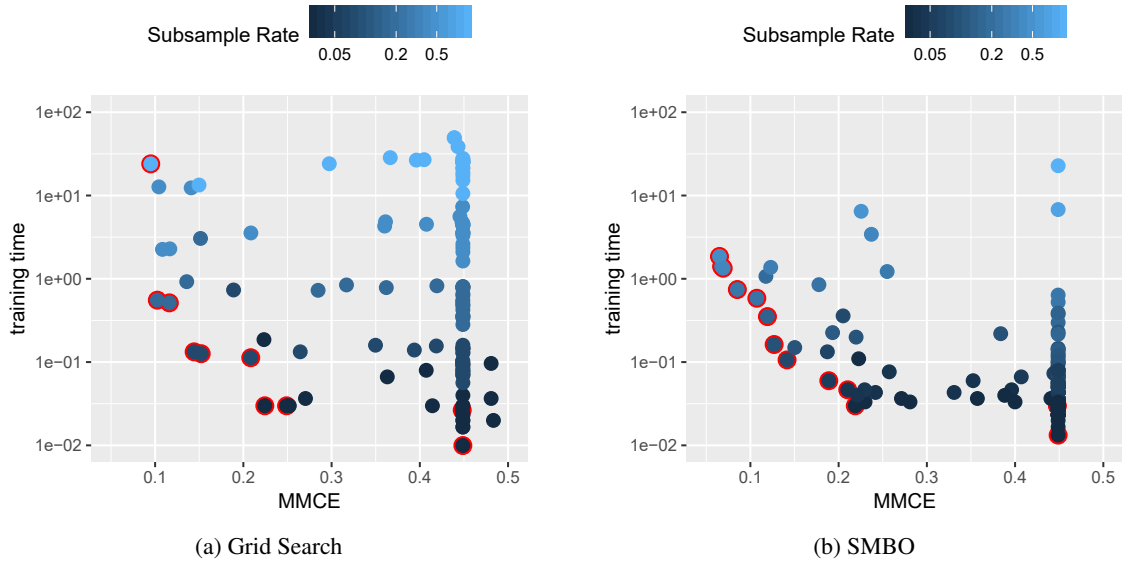 Subsample Rate
0.05 0.2 0.5
1e+02
1e+01
1e+00
1e−01
1e−02
training time
0.1 0.2 0.3 0.4 0.5
MMCE
(a) Grid Search
Subsample Rate
0.05 0.2 0.5
1e+02
1e+01
1e+00
1e−01
1e−02
training time
0.1 0.2 0.3 0.4 0.5
MMCE
(b) SMBO